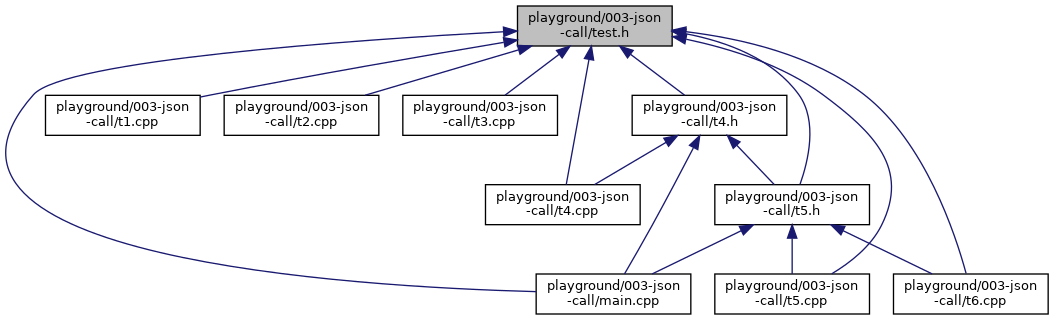 playground/003-json
-call/test.h
playground/003-json
-call/t1.cpp
playground/003-json
-call/t2.cpp
playground/003-json
-call/t3.cpp
playground/003-json
-call/t4.h
playground/003-json
-call/t4.cpp
playground/003-json
-call/t5.h
playground/003-json
-call/main.cpp
playground/003-json
-call/t5.cpp
playground/003-json
-call/t6.cpp